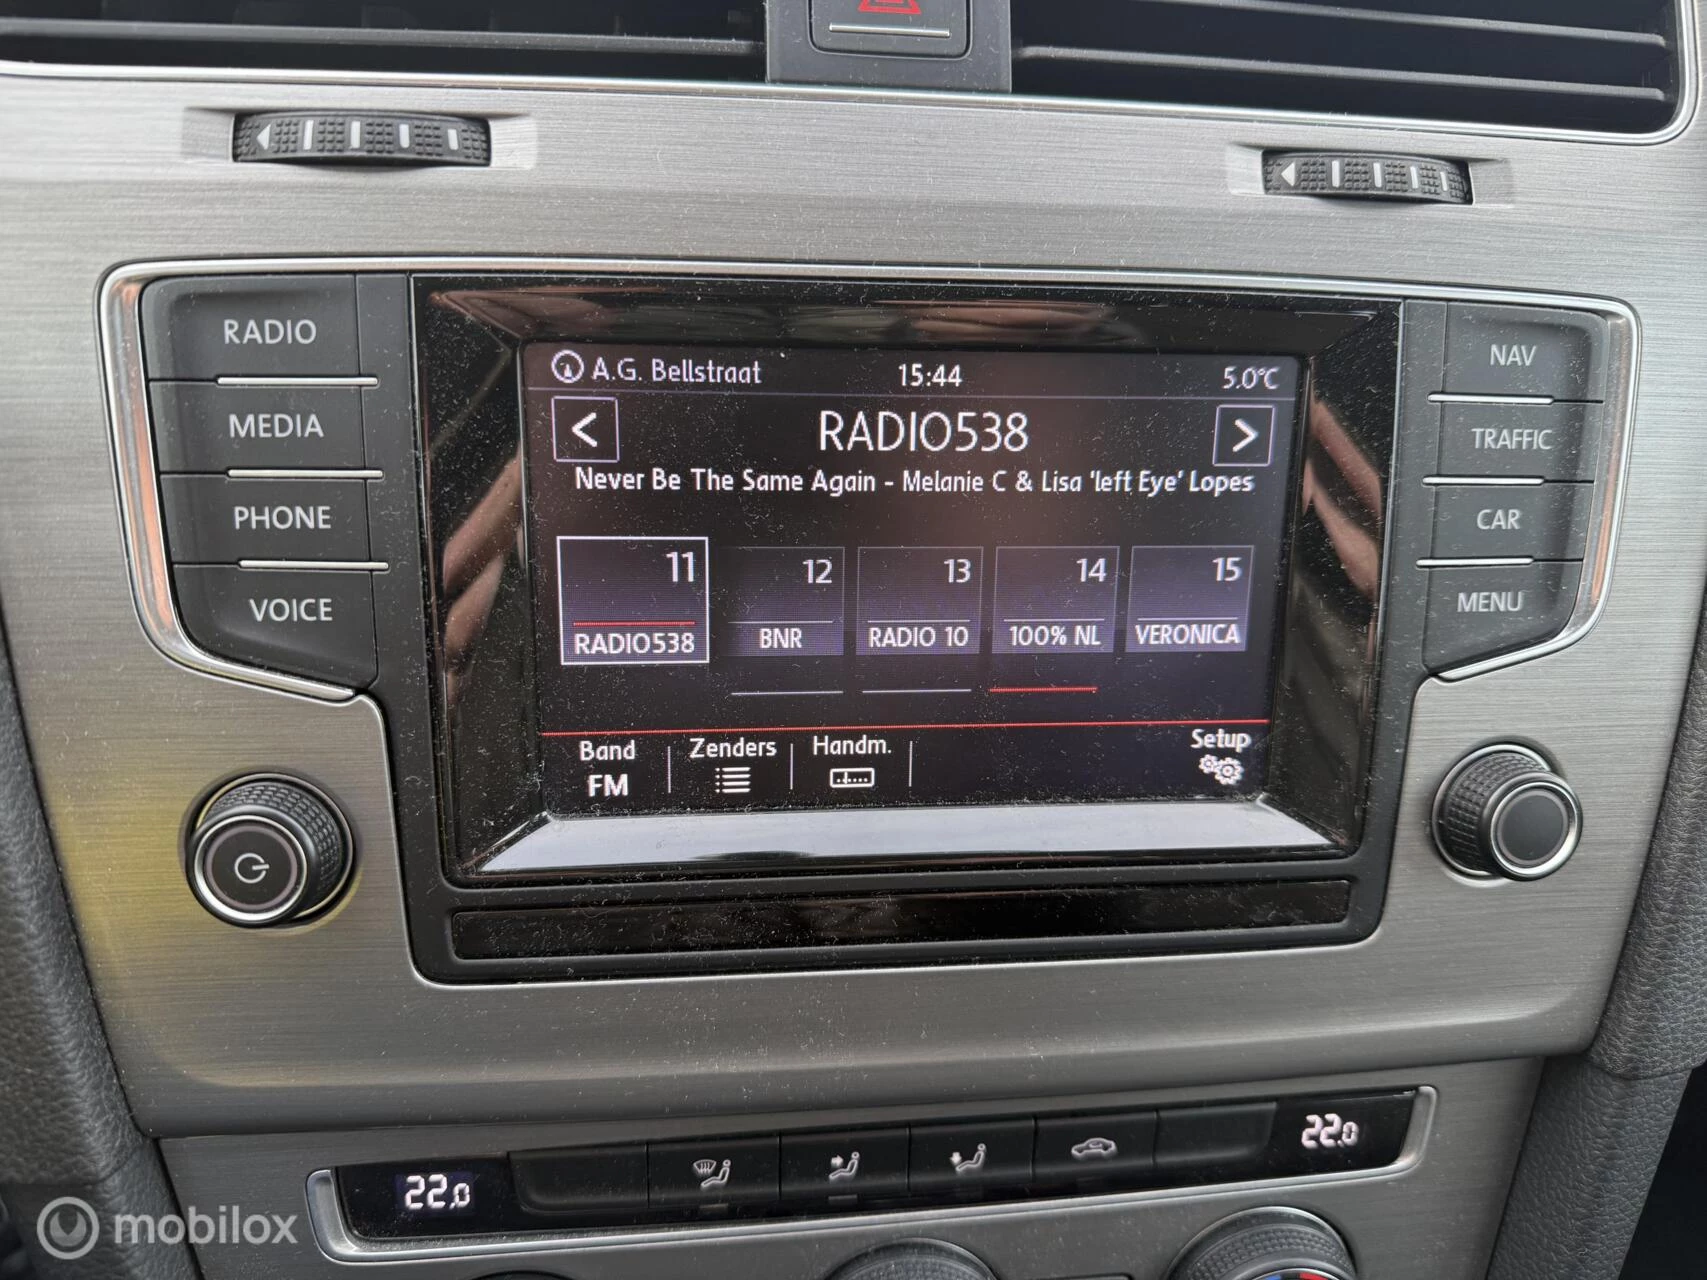 RADIO
MEDIA
PHONE
VOICE
A.G. Bellstraat 15:44 5.0°C
< RADIO538 >
Never Be The Same Again - Melanie C & Lisa 'left Eye' Lopes
11 12 13 14 15
RADIO538 BNR RADIO 10 100% NL VERONICA
Band Zenders Handm. Setup
FM
NAV
TRAFFIC
CAR
MENU
22.0 22.0
mobilox